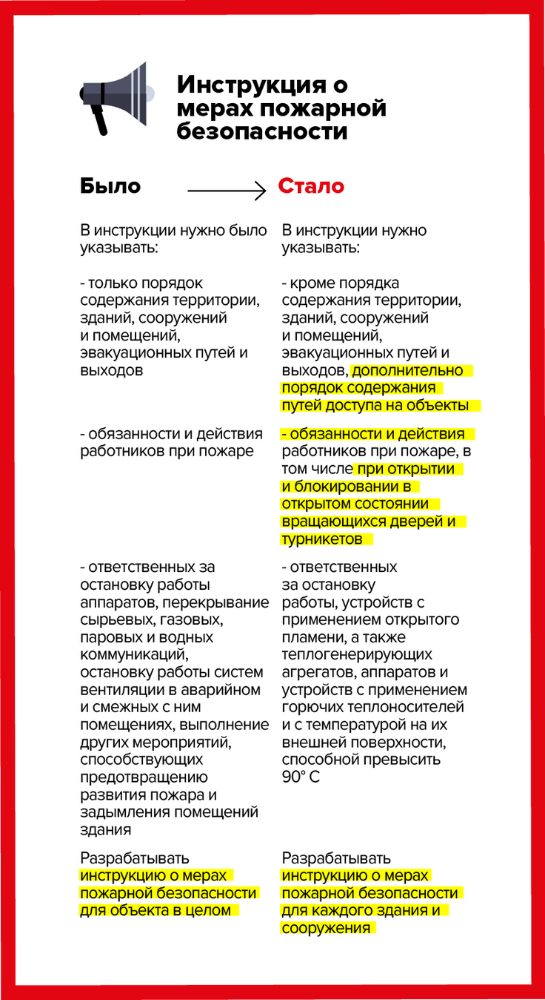 Инструкция о
мерах пожарной
безопасности
Было
Стало
В инструкции нужно было
указывать:
В инструкции нужно
указывать:
- только порядок
содержания территории,
зданий, сооружений
и помещений,
эвакуационных путей и
выходов
- кроме порядка
содержания территории,
зданий, сооружений
и помещений,
эвакуационных путей и
выходов, дополнительно
порядок содержания
путей доступа на объекты
- обязанности и действия
работников при пожаре
- обязанности и действия
работников при пожаре, в
том числе при открытии
и блокировании в
открытом состоянии
вращающихся дверей и
турникетов
- ответственных за
остановку работы
аппаратов, перекрывание
сырьевых, газовых,
паровых и водных
коммуникаций,
остановку работы систем
вентиляции в аварийном
и смежных с ним
помещениях, выполнение
других мероприятий,
способствующих
предотвращению
развития пожара и
задымления помещений
здания
- ответственных
за остановку
работы, устройств с
применением открытого
пламени, а также
теплогенерирующих
агрегатов, аппаратов и
устройств с применением
горючих теплоносителей
и с температурой на их
внешней поверхности,
способной превысить
90° С
Разрабатывать
инструкцию о мерах
пожарной безопасности
для объекта в целом
Разрабатывать
инструкцию о мерах
пожарной безопасности
для каждого здания и
сооружения